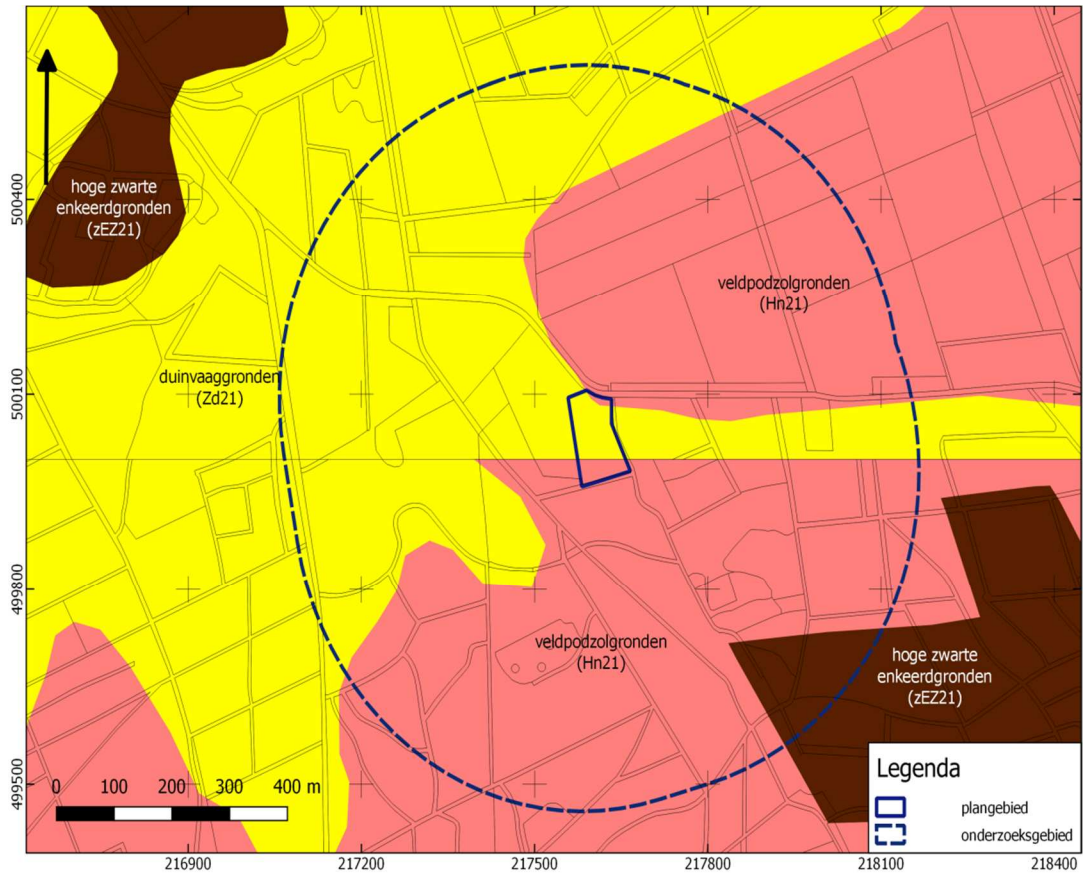 hoge zwarte
enkeerdgronden
(zEZ21)
veldpodzolgronden
(Hn21)
duinvaaggronden
(Zd21)
veldpodzolgronden
(Hn21)
hoge zwarte
enkeerdgronden
(zEZ21)
500400
500100
499800
499500
0 100 200 300 400 m
Legenda
plangebied
onderzoeksgebied
216900 217200 217500 217800 218100 218400